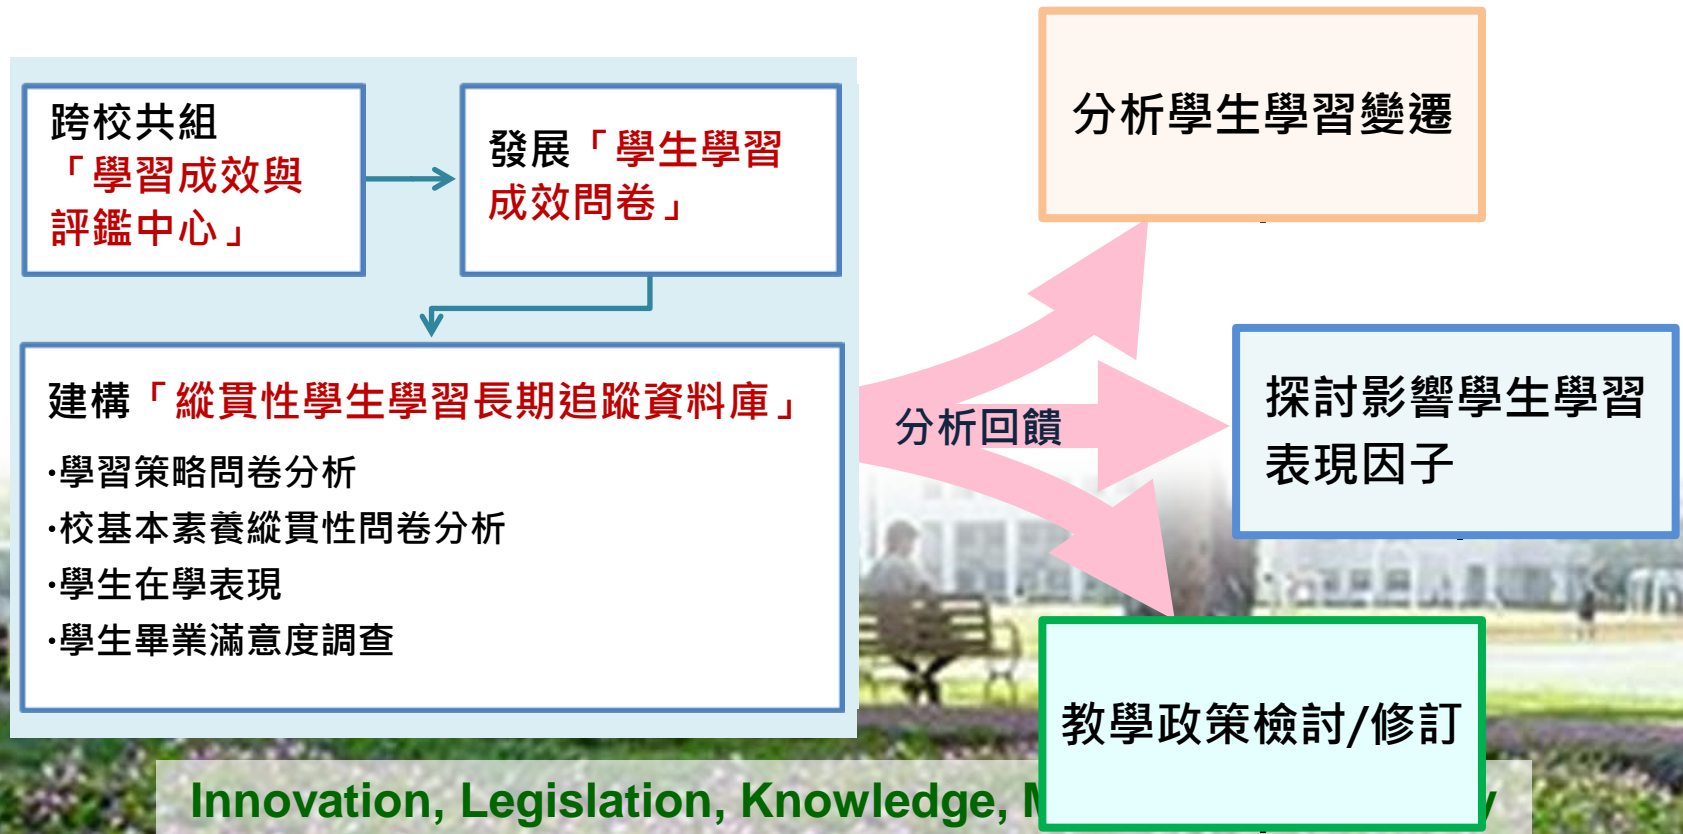 跨校共組
「學習成效與
評鑑中心」
發展「學生學習
成效問卷」
建構「縱貫性學生學習長期追蹤資料庫」
·學習策略問卷分析
·校基本素養縱貫性問卷分析
·學生在學表現
·學生畢業滿意度調查
分析回饋
分析學生學習變遷
探討影響學生學習
表現因子
教學政策檢討/修訂
Innovation, Legislation, Knowledge,